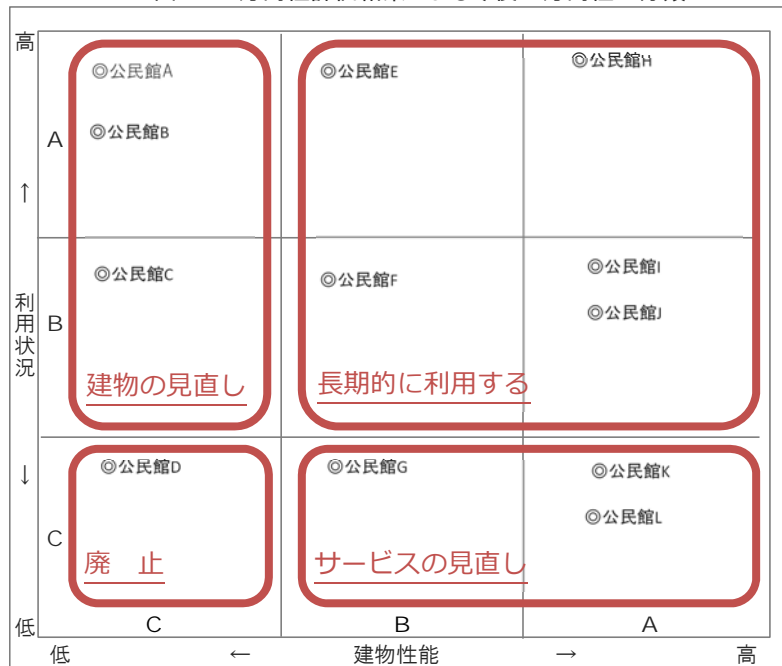 高
◎公民館A
◎公民館E
◎公民館H
◎公民館B
A
↑
◎公民館C
◎公民館F
◎公民館I
◎公民館J
利用状況
B
建物の見直し
長期的に利用する
↓
◎公民館D
◎公民館G
◎公民館K
◎公民館L
C
廃 止
サービスの見直し
低
C
B
A
低
←
建物性能
→
高